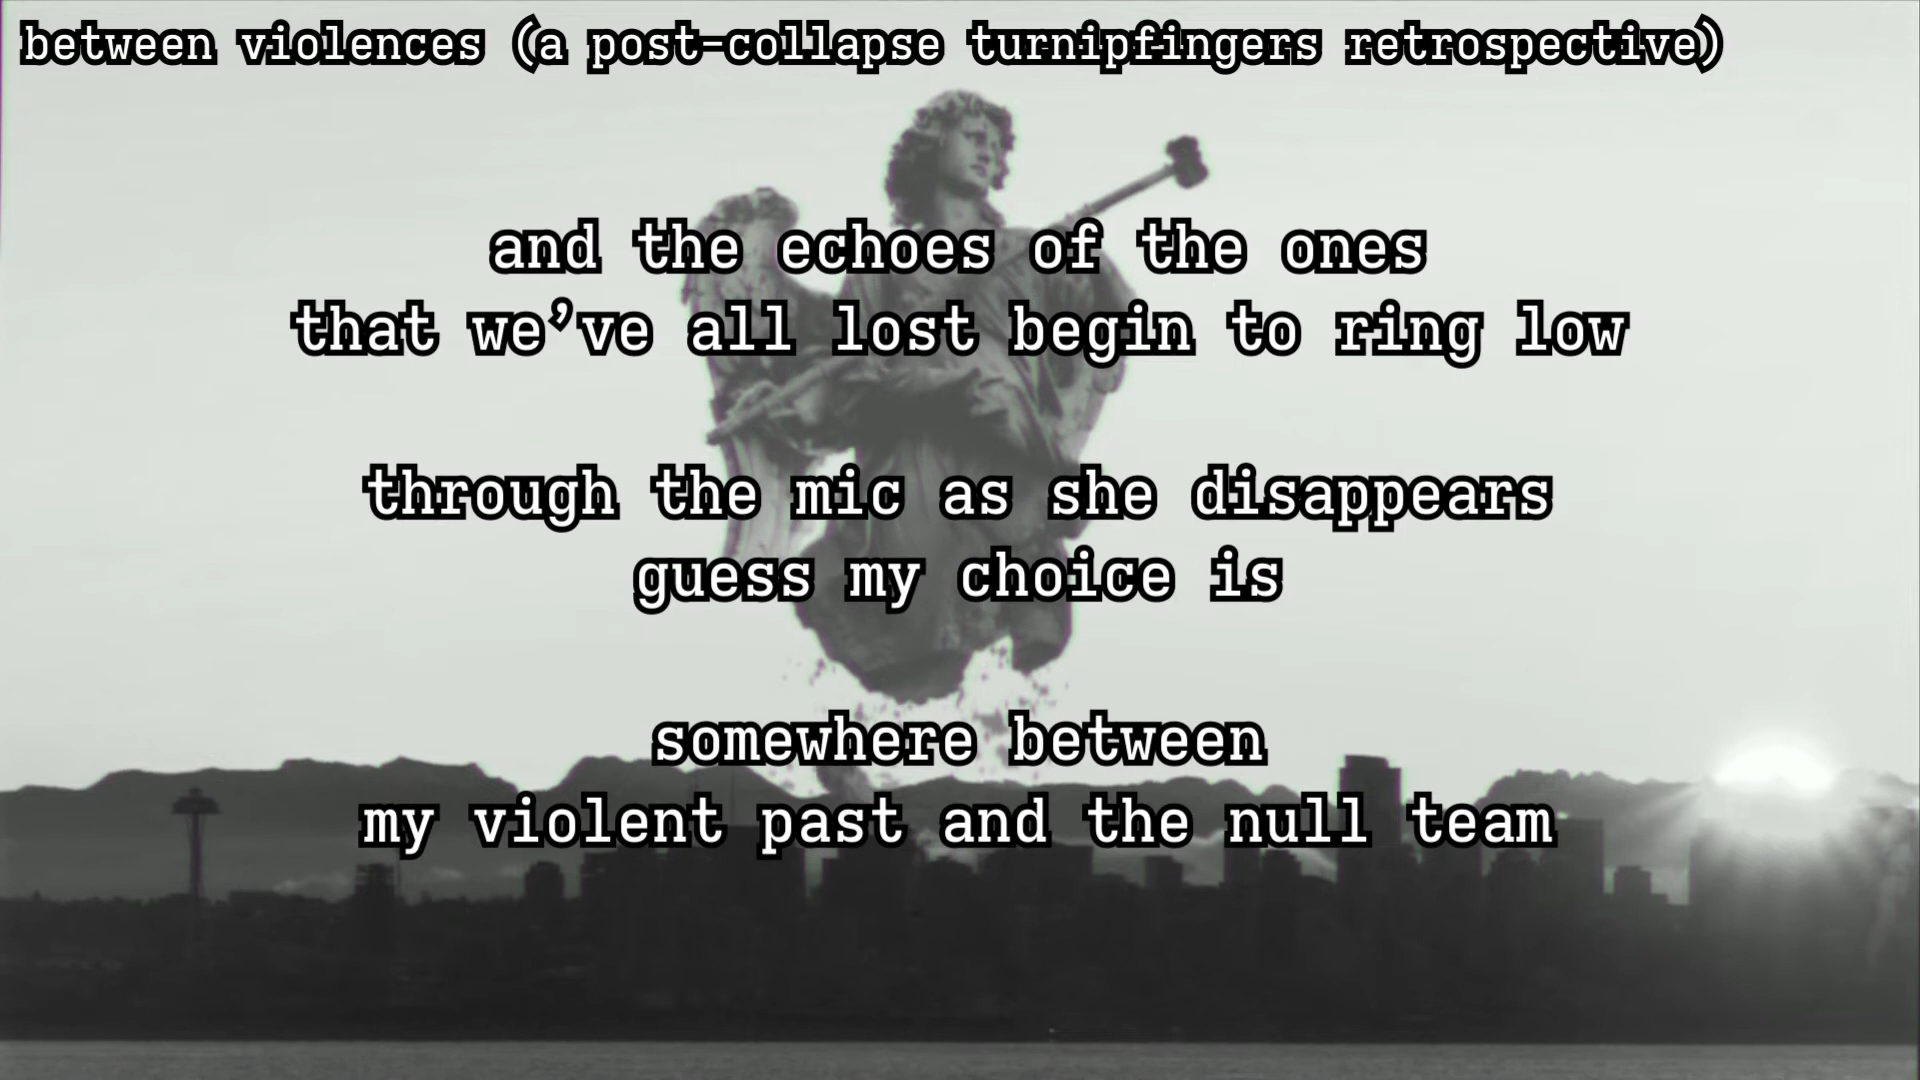 between violences (a post-collapse turnipfingers retrospective)
and the echoes of the ones
that we’ve all lost begin to ring low
through the mic as she disappears
guess my choice is
somewhere between
my violent past and the null team